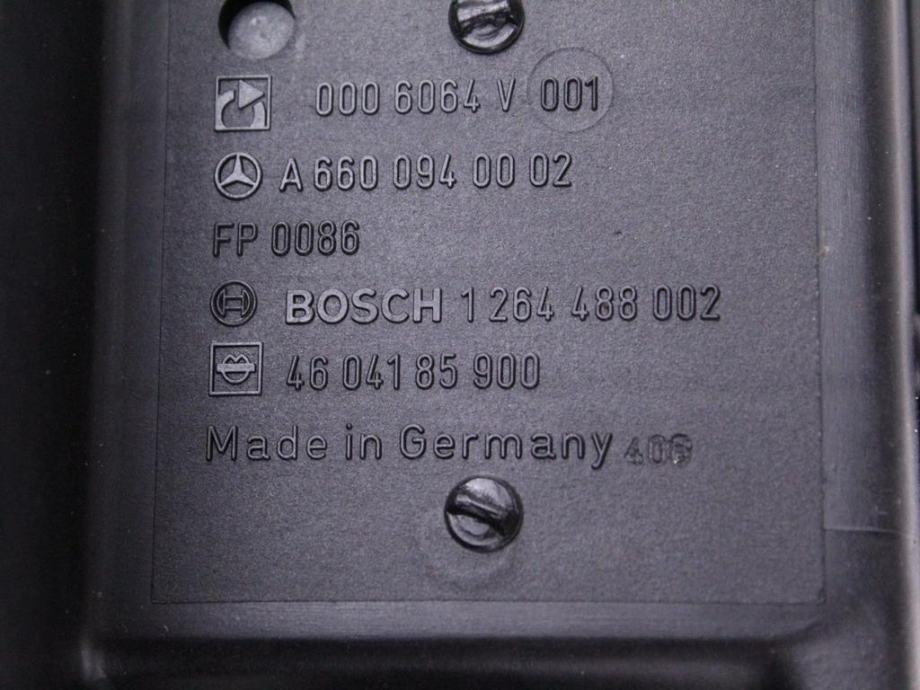 000 6064 V 001
A 660 094 00 02
FP 0086
BOSCH 1 264 488 002
46 041 85 900
Made in Germany